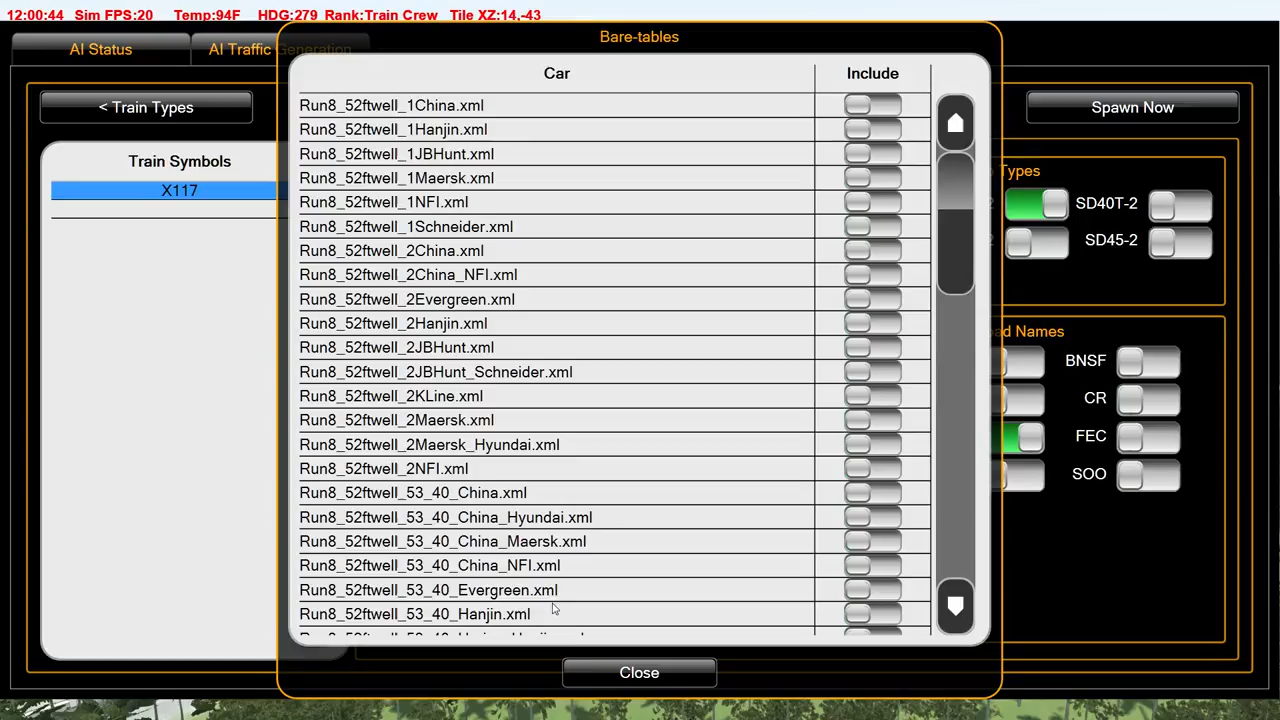 12:00:44 Sim FPS:20 Temp:94F HDG:279 Rank:Train Crew Tile XZ:14,-43
Bare-tables
AI Status
AI Traffic Generation
Car
Include
< Train Types
Spawn Now
Train Symbols
X117
Run8_52ftwell_1China.xml
Run8_52ftwell_1Hanjin.xml
Run8_52ftwell_1JBHunt.xml
Run8_52ftwell_1Maersk.xml
Run8_52ftwell_1NFI.xml
Run8_52ftwell_1Schneider.xml
Run8_52ftwell_2China.xml
Run8_52ftwell_2China_NFI.xml
Run8_52ftwell_2Evergreen.xml
Run8_52ftwell_2Hanjin.xml
Run8_52ftwell_2JBHunt.xml
Run8_52ftwell_2JBHunt_Schneider.xml
Run8_52ftwell_2KLine.xml
Run8_52ftwell_2Maersk.xml
Run8_52ftwell_2Maersk_Hyundai.xml
Run8_52ftwell_2NFI.xml
Run8_52ftwell_53_40_China.xml
Run8_52ftwell_53_40_China_Hyundai.xml
Run8_52ftwell_53_40_China_Maersk.xml
Run8_52ftwell_53_40_China_NFI.xml
Run8_52ftwell_53_40_Evergreen.xml
Run8_52ftwell_53_40_Hanjin.xml
Types
SD40T-2
SD45-2
Names
BNSF
CR
FEC
SOO
Close